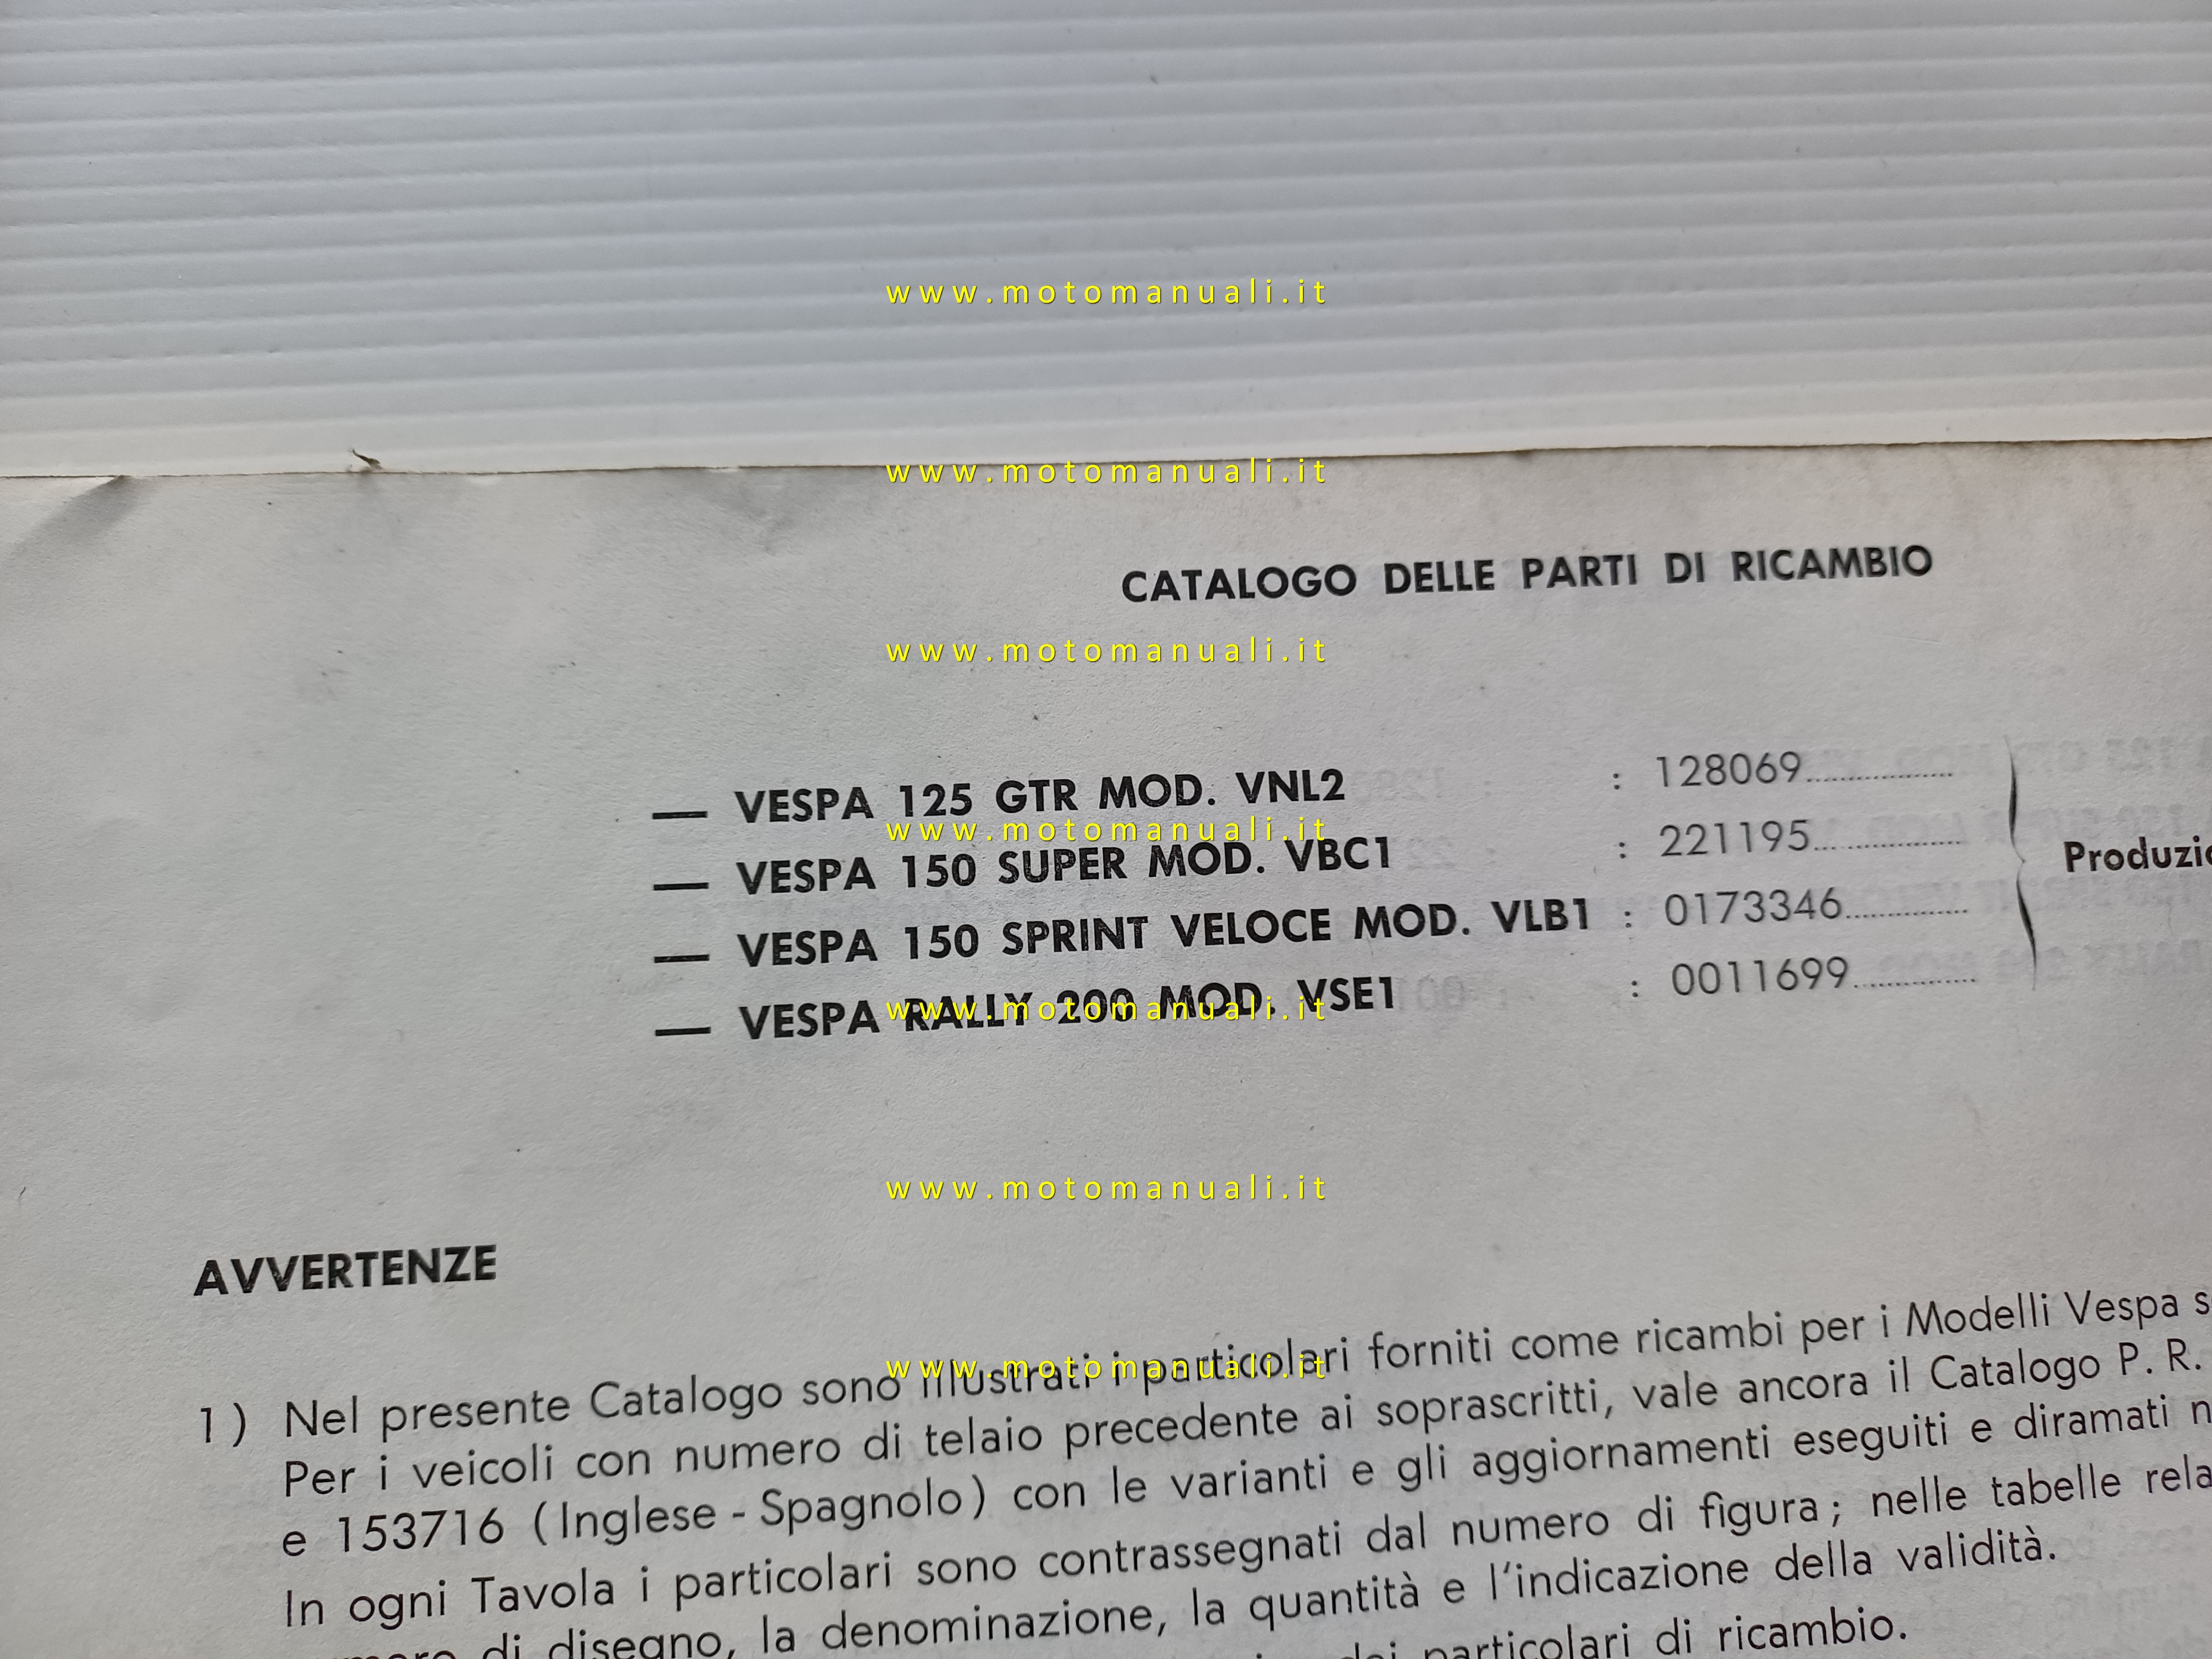 www.motomanuali.it
www.motomanuali.it
CATALOGO DELLE PARTI DI RICAMBIO
www.motomanuali.it
— VESPA 125 GTR MOD. VNL2 : 128069....................
www.motomanuali.it
— VESPA 150 SUPER MOD. VBC1 : 221195....................
Produzio
— VESPA 150 SPRINT VELOCE MOD. VLB1 : 0173346.................
— VESPA RALLY 200 MOD. VSE1 : 0011699.................
www.motomanuali.it
www.motomanuali.it
AVVERTENZE
1) Nel presente Catalogo sono illustrati i particolari forniti come ricambi per i Modelli Vespa s
www.motomanuali.it
Per i veicoli con numero di telaio precedente ai soprascritti, vale ancora il Catalogo P. R.
e 153716 (Inglese - Spagnolo) con le varianti e gli aggiornamenti eseguiti e diramati n
In ogni Tavola i particolari sono contrassegnati dal numero di figura; nelle tabelle rela
di disegno, la denominazione, la quantità e l'indicazione della validità.
dei particolari di ricambio.